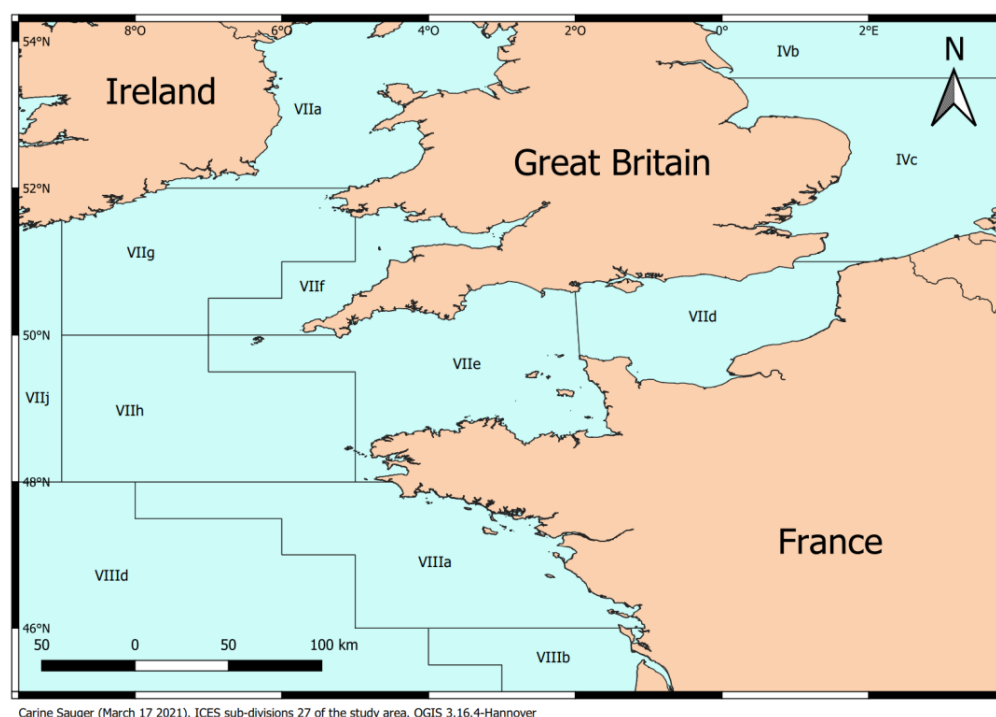 8°O 6°O 4°O 2°O 0°E 2°E
54°N
IVb
N
Ireland
VIIa
Great Britain
IVc
52°N
VIIg
VIIf
VIId
50°N
VIIe
VIIj
VIIh
48°N
France
VIIIa
VIIId
46°N
50 0 50 100 km
VIIIb
Carine Sauger (March 17 2021). ICES sub-divisions 27 of the study area. QGIS 3.16.4-Hannover